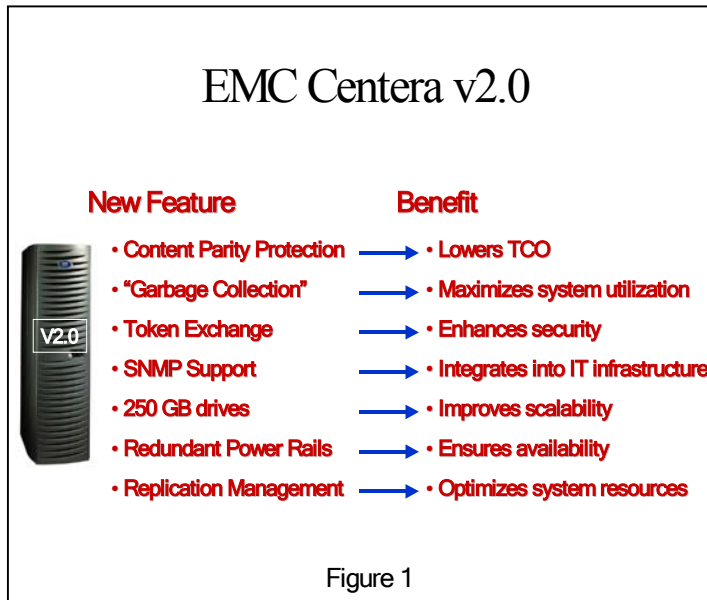 EMC Centera v2.0
New Feature Benefit
• Content Parity Protection • Lowers TCO
• “Garbage Collection” • Maximizes system utilization
• Token Exchange • Enhances security
• SNMP Support • Integrates into IT infrastructure
• 250 GB drives • Improves scalability
• Redundant Power Rails • Ensures availability
• Replication Management • Optimizes system resources
V2.0
Figure 1